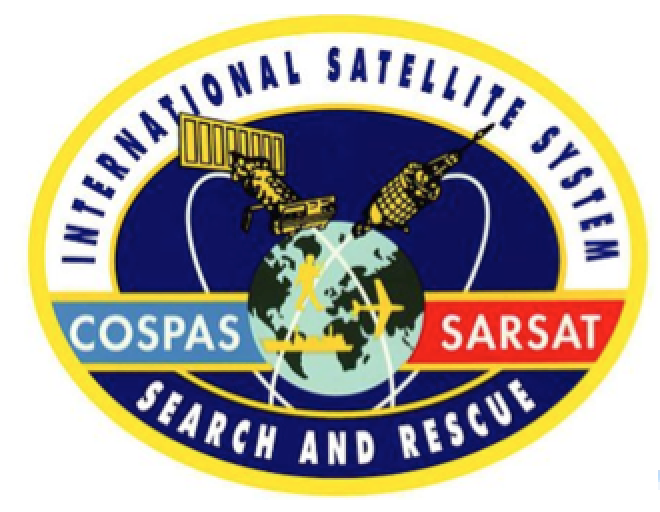 INTERNATIONAL SATELLITE SYSTEM
COSPAS
SARSAT
SEARCH AND RESCUE